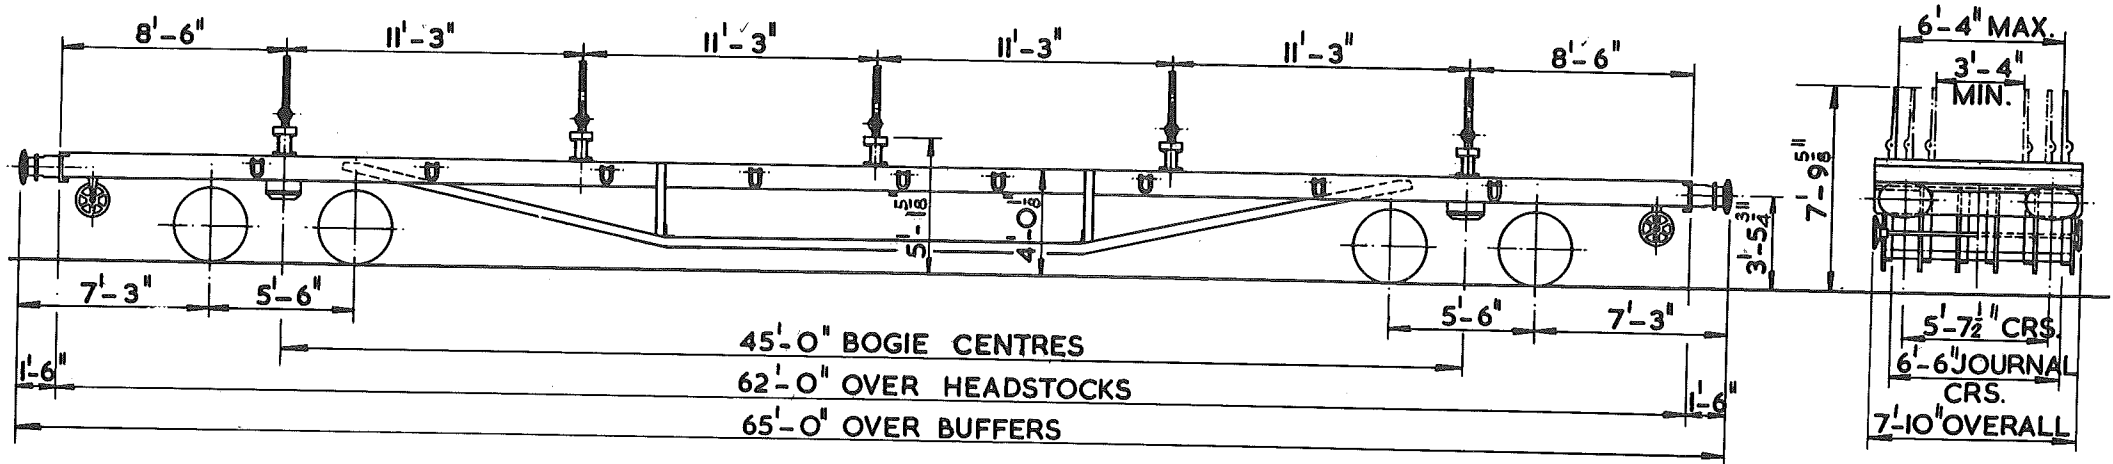 8'-6" 11'-3" 11'-3" 11'-3" 11'-3" 8'-6"
6'-4" MAX.
3'-4"
MIN.
5'-1⅝"
4'-0⅛"
3'-5¾"
7'-9⅝"
7'-3" 5'-6" 5'-6" 7'-3"
45'-0" BOGIE CENTRES
1'-6" 62'-0" OVER HEADSTOCKS 1'-6"
65'-0" OVER BUFFERS
5'-7½" CRS.
6'-6" JOURNAL
CRS.
7'-10" OVERALL